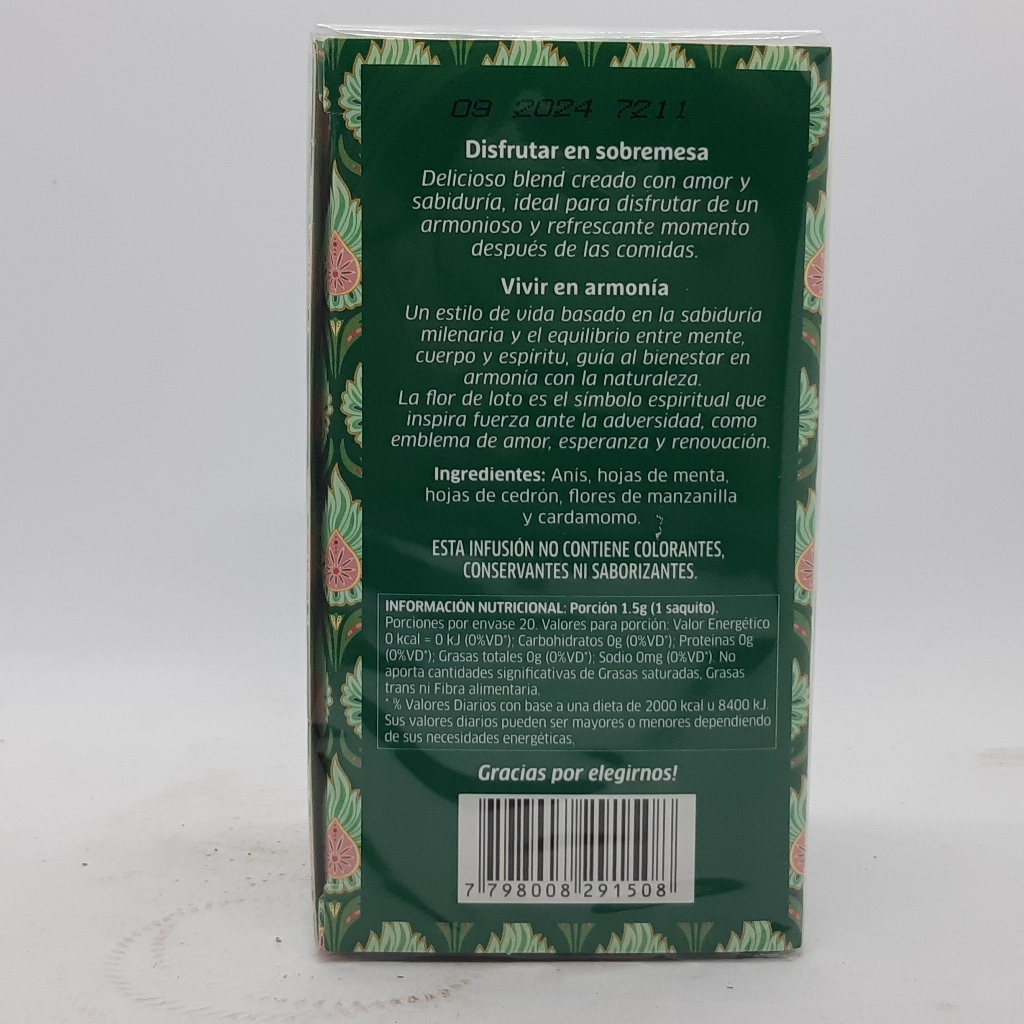 09 2024 7211
Disfrutar en sobremesa
Delicioso blend creado con amor y
sabiduría, ideal para disfrutar de un
armonioso y refrescante momento
después de las comidas.
Vivir en armonía
Un estilo de vida basado en la sabiduría
milenaria y el equilibrio entre mente,
cuerpo y espíritu, guía al bienestar en
armonía con la naturaleza.
La flor de loto es el símbolo espiritual que
inspira fuerza ante la adversidad, como
emblema de amor, esperanza y renovación.
Ingredientes: Anís, hojas de menta,
hojas de cedrón, flores de manzanilla
y cardamomo.
ESTA INFUSIÓN NO CONTIENE COLORANTES,
CONSERVANTES NI SABORIZANTES.
INFORMACIÓN NUTRICIONAL: Porción 1.5g (1 saquito).
Porciones por envase 20. Valores para porción: Valor Energético
0 kcal = 0 kJ (0%VD*); Carbohidratos 0g (0%VD*); Proteínas 0g
(0%VD*); Grasas totales 0g (0%VD*); Sodio 0mg (0%VD*). No
aporta cantidades significativas de Grasas saturadas, Grasas
trans ni Fibra alimentaria.
* % Valores Diarios con base a una dieta de 2000 kcal u 8400 kJ.
Sus valores diarios pueden ser mayores o menores dependiendo
de sus necesidades energéticas.
Gracias por elegirnos!
7 798008 291508